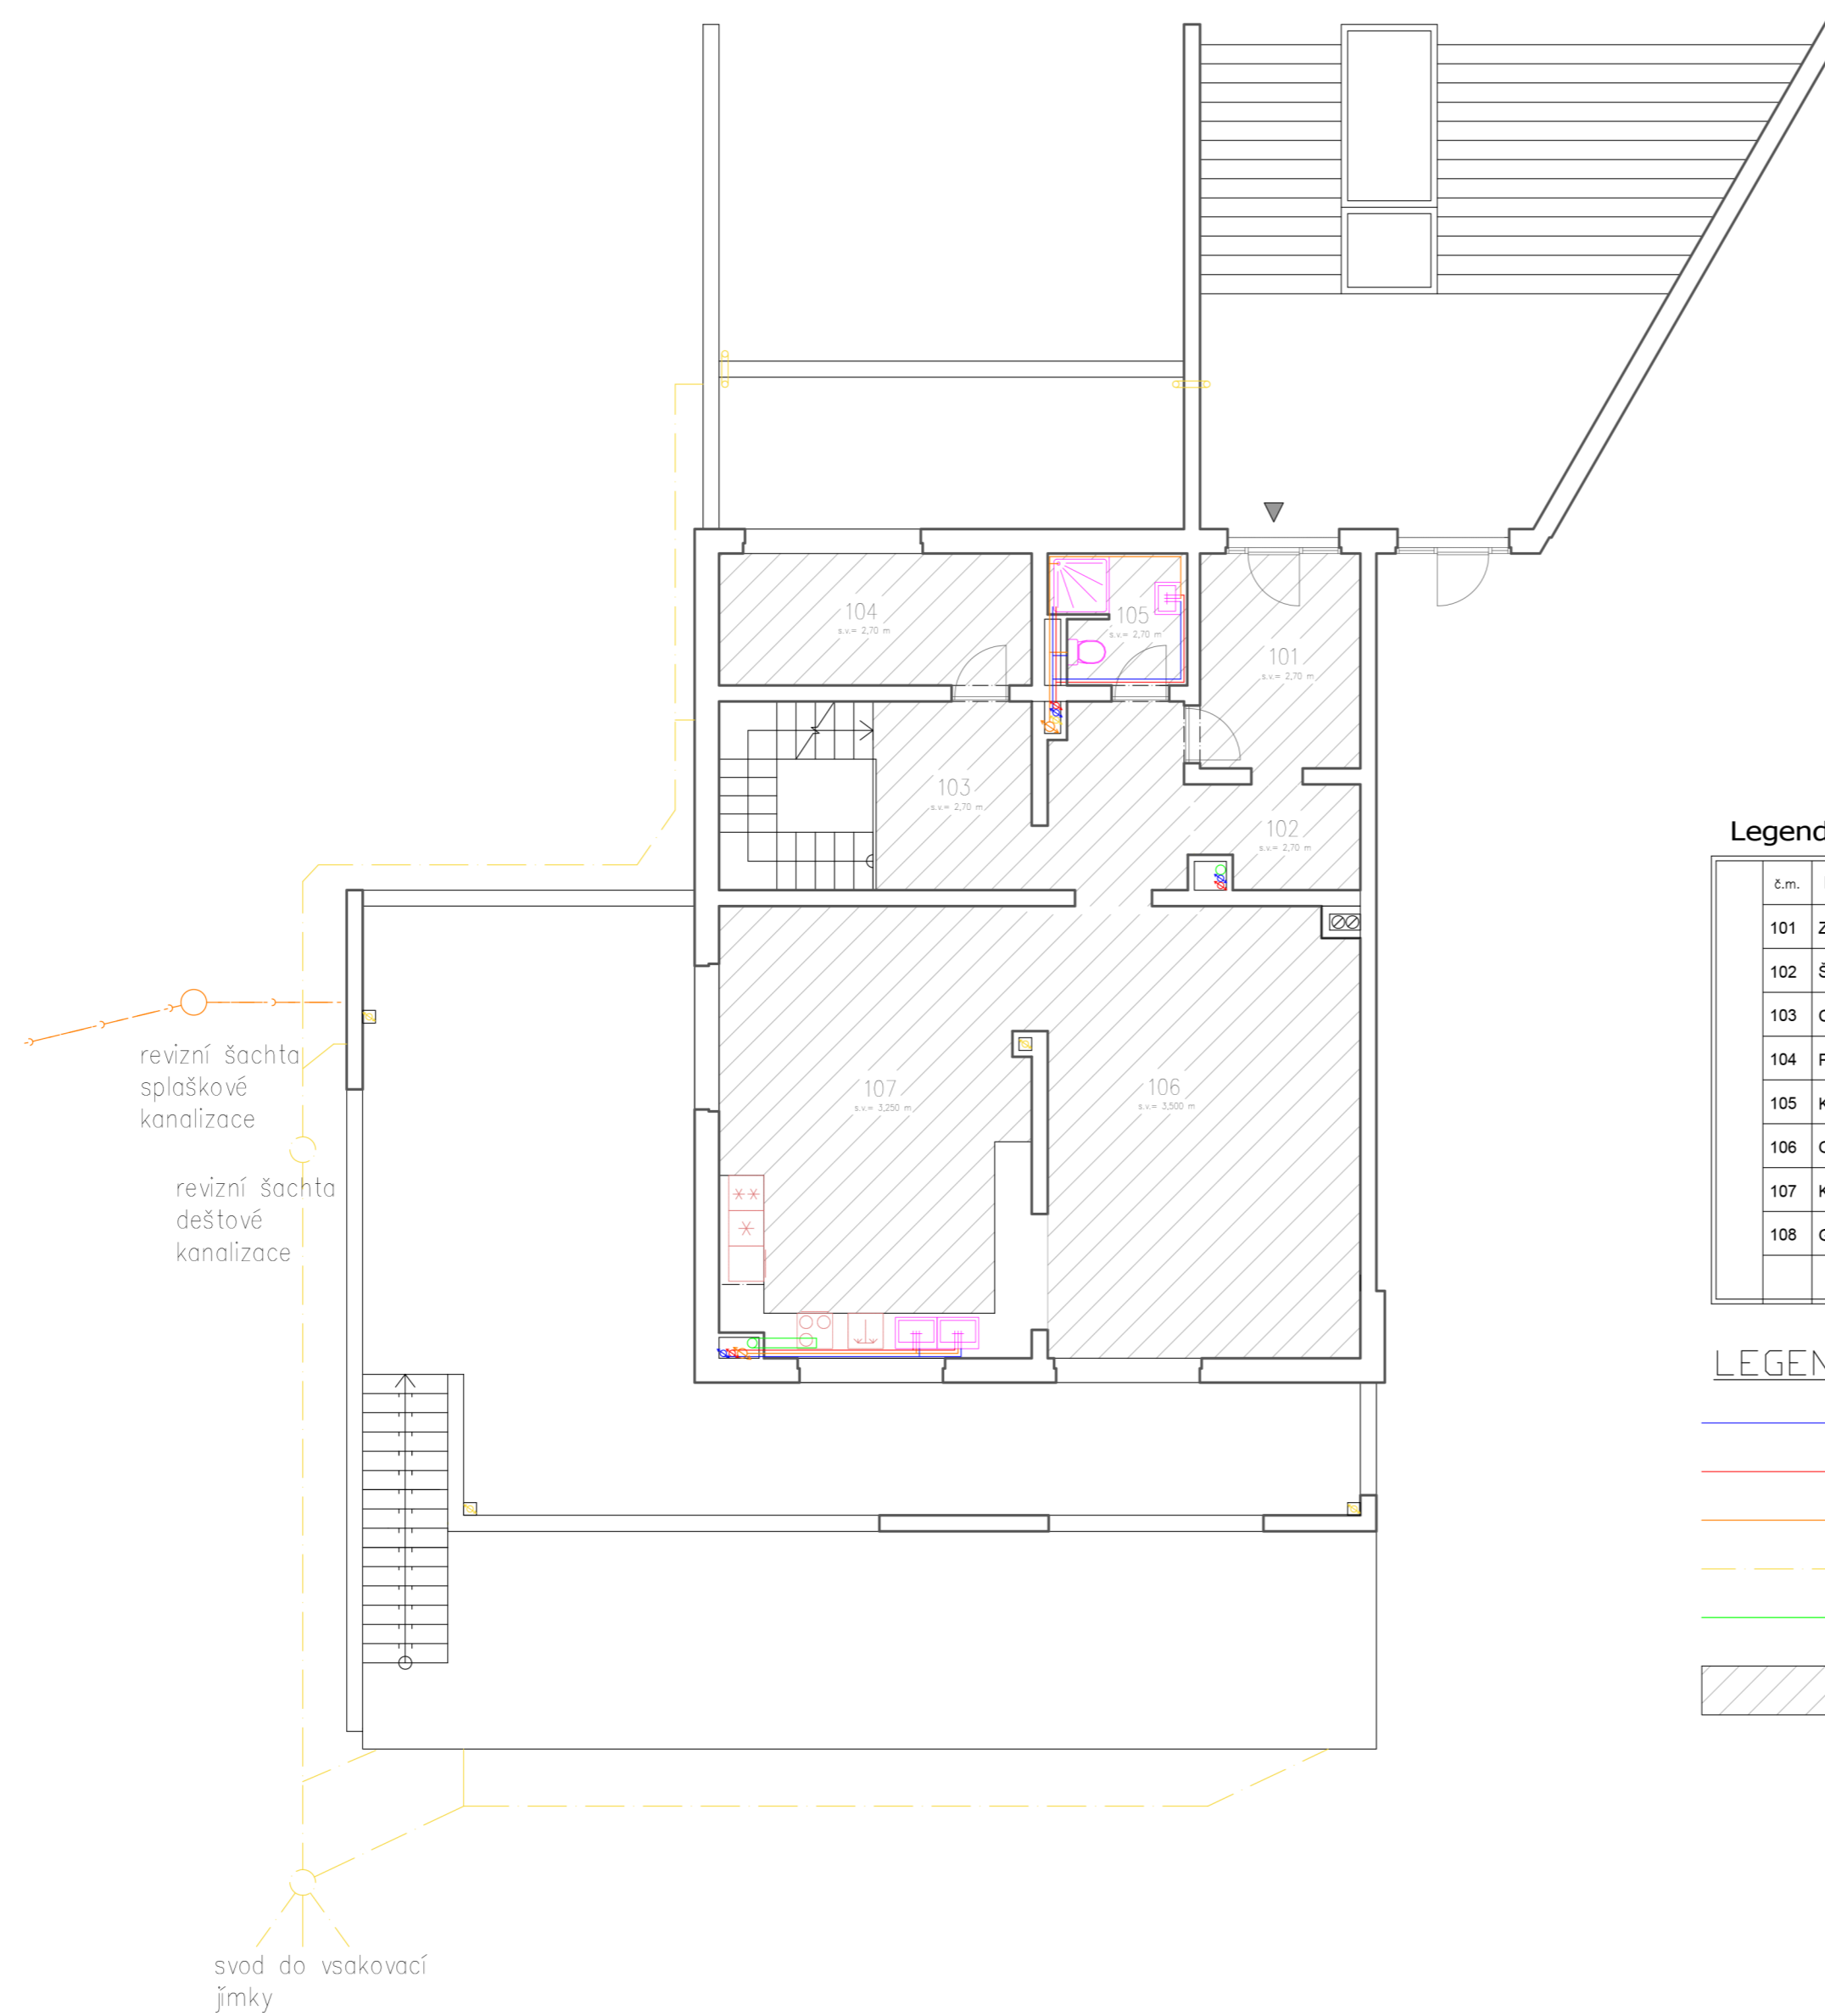 104
s.v.= 2,70 m
105
s.v.= 2,70 m
101
s.v.= 2,70 m
103
s.v.= 2,70 m
102
s.v.= 2,70 m
107
s.v.= 3,250 m
106
s.v.= 3,500 m
revizní šachta
splaškové
kanalizace
revizní šachta
deštové
kanalizace
svod do vsakovací
jímky
Legend
č.m.
101 Z
102 Š
103
104
105 K
106
107 K
108
LEGEN